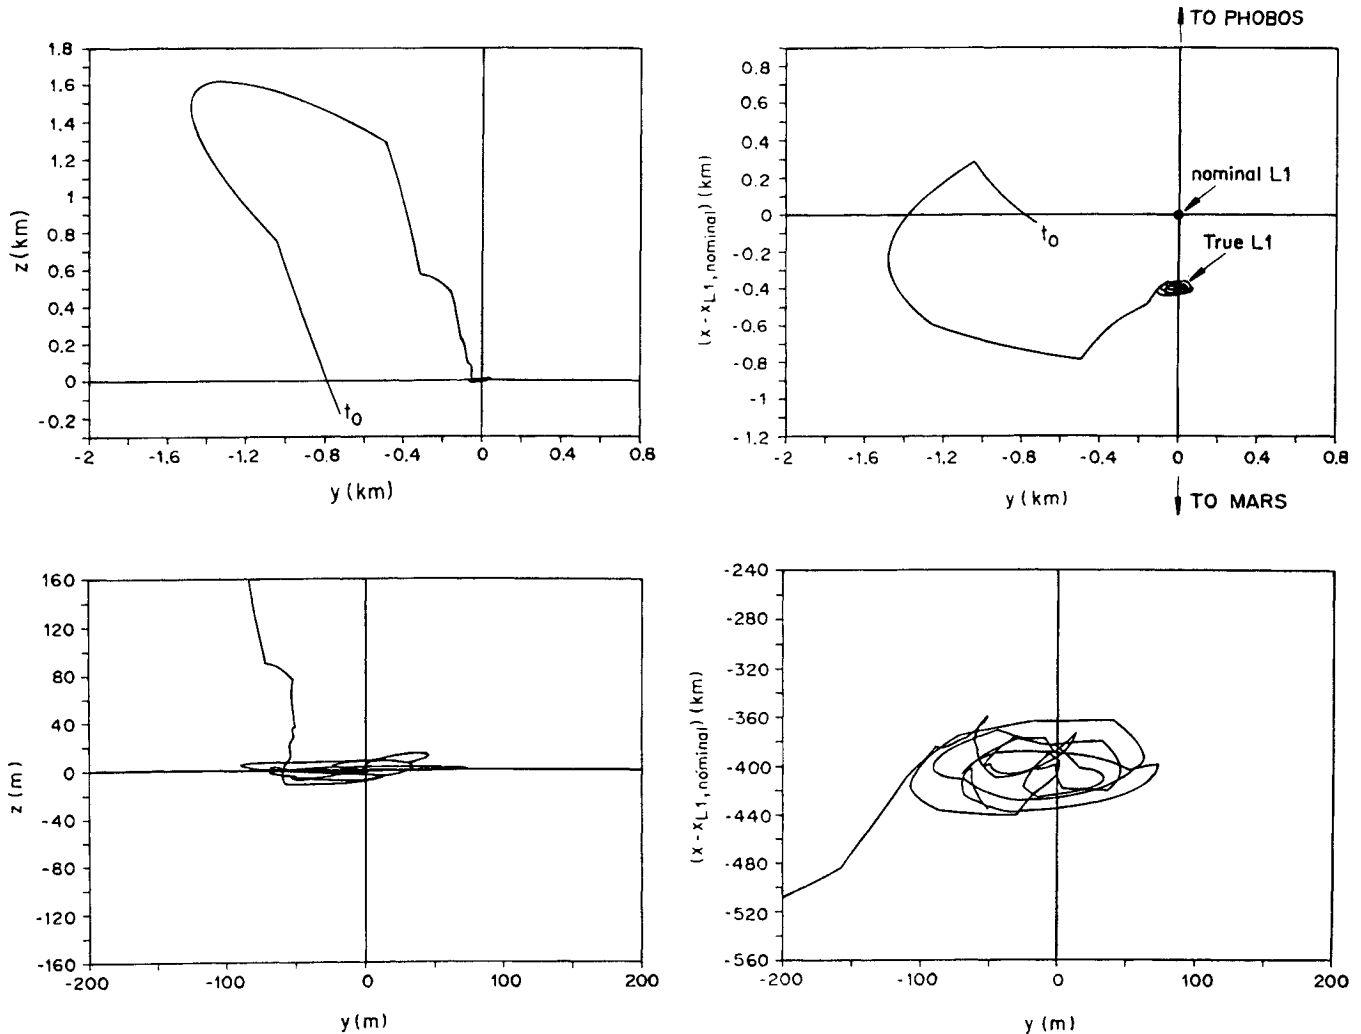 1.8
1.6
1.4
1.2
1.0
0.8
0.6
0.4
0.2
0
-0.2
z (km)
t0
-2 -1.6 -1.2 -0.8 -0.4 0 0.4 0.8
y (km)
TO PHOBOS
0.8
0.6
0.4
0.2
0
-0.2
-0.4
-0.6
-0.8
-1
-1.2
(x - xL1, nominal) (km)
nominal L1
t0
True L1
-2 -1.6 -1.2 -0.8 -0.4 0 0.4 0.8
y (km)
TO MARS
160
120
80
40
0
-40
-80
-120
-160
z (m)
-200 -100 0 100 200
y (m)
-240
-280
-320
-360
-400
-440
-480
-520
-560
(x - xL1, nominal) (km)
-200 -100 0 100 200
y (m)